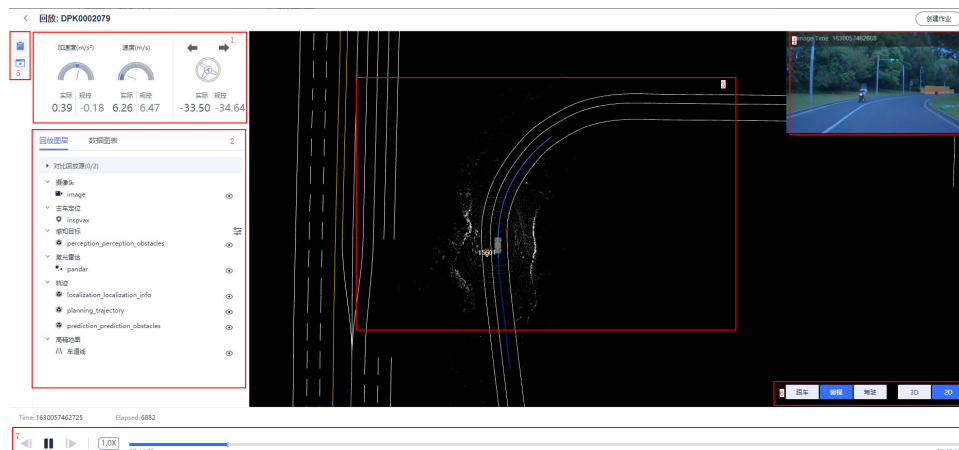 回放: DPK0002079
创建作业
5
1
加速度(m/s²) 速度(m/s)
实际 规控 实际 规控 实际 规控
0.39 -0.18 6.26 6.47 -33.50 -34.64
回放图层 数据图表 2
对比回放源(0/2)
摄像头
image
主车定位
inspvax
感知目标
perception_perception_obstacles
激光雷达
pandar
轨迹
localization_localization_info
planning_trajectory
prediction_prediction_obstacles
高精地图
车道线
3
15601
4
Image Time: 1630057462668
6 跟车 俯视 驾驶 3D 2D
Time:1630057462725 Elapsed:6882
7
1.0X